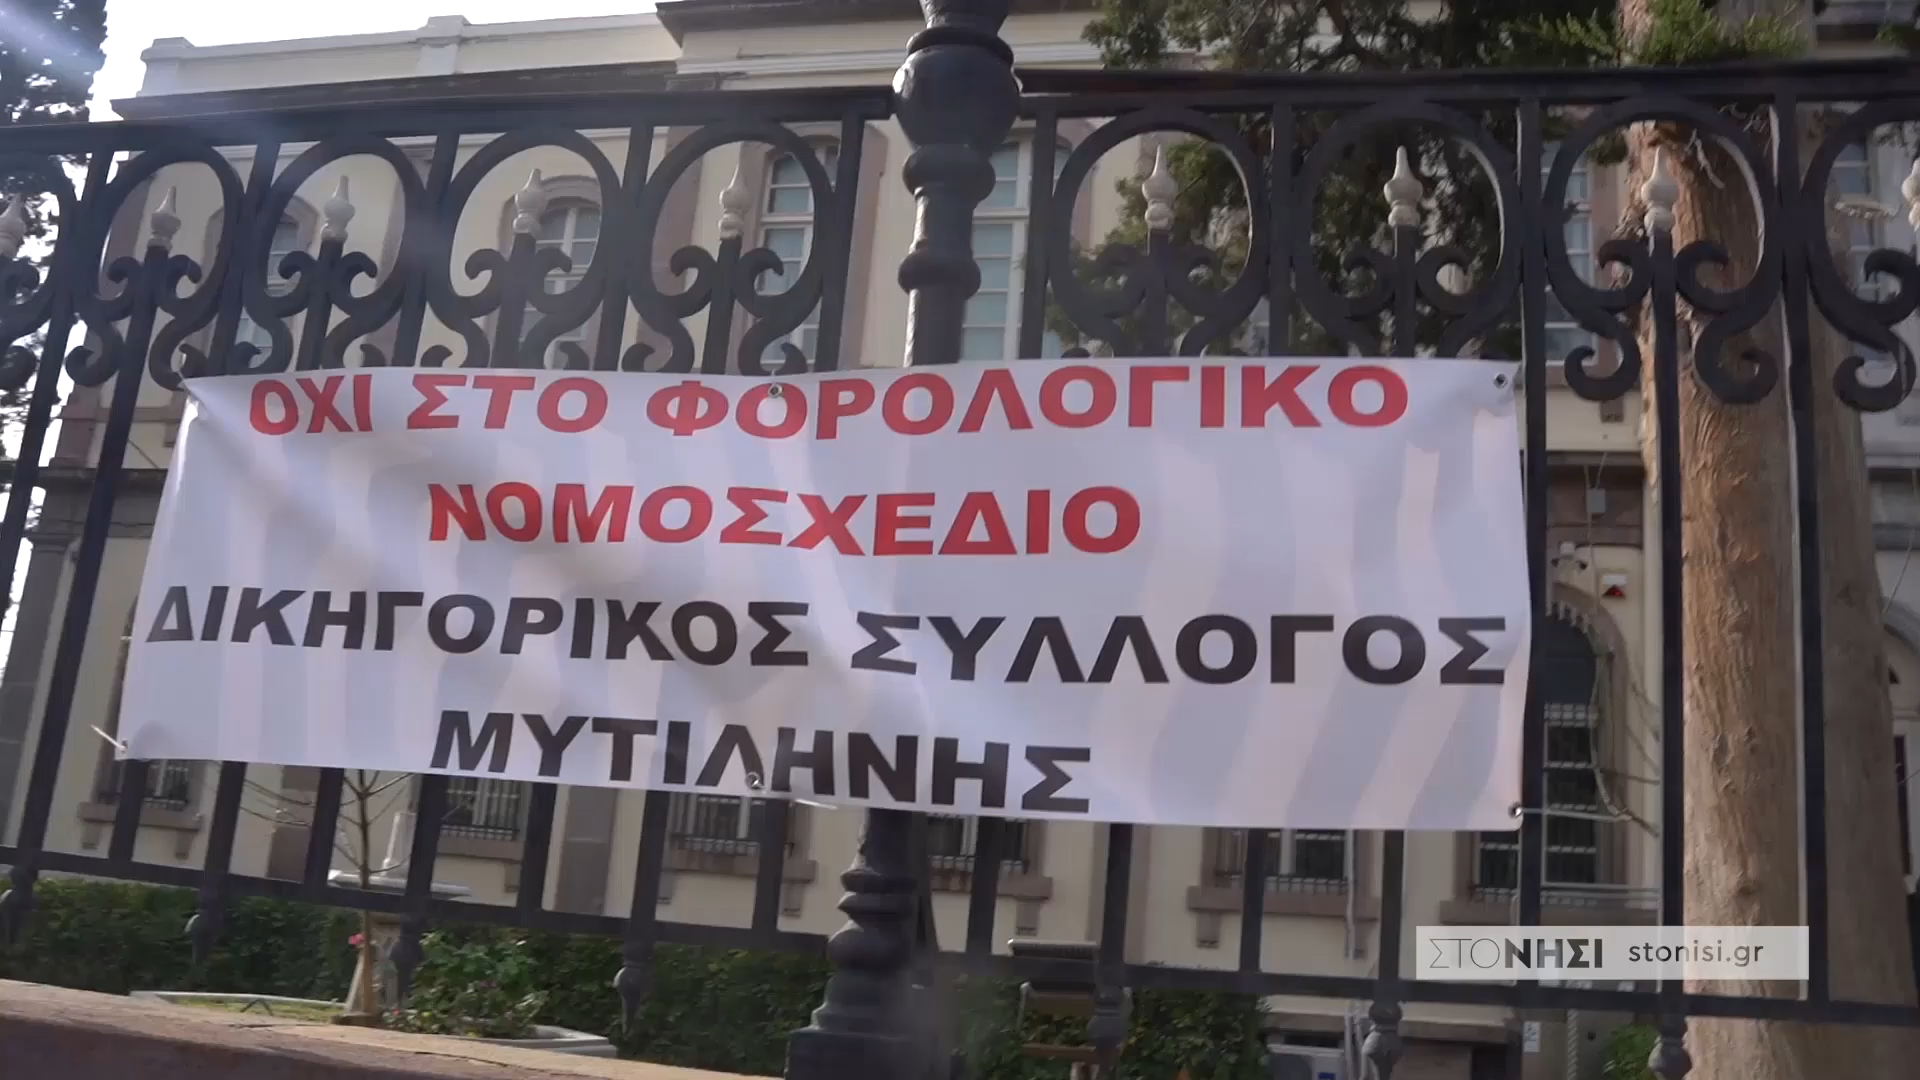 ΟΧΙ ΣΤΟ ΦΟΡΟΛΟΓΙΚΟ
ΝΟΜΟΣΧΕΔΙΟ
ΔΙΚΗΓΟΡΙΚΟΣ ΣΥΛΛΟΓΟΣ
ΜΥΤΙΛΗΝΗΣ
ΣΤΟΝΗΣΙ stonisi.gr